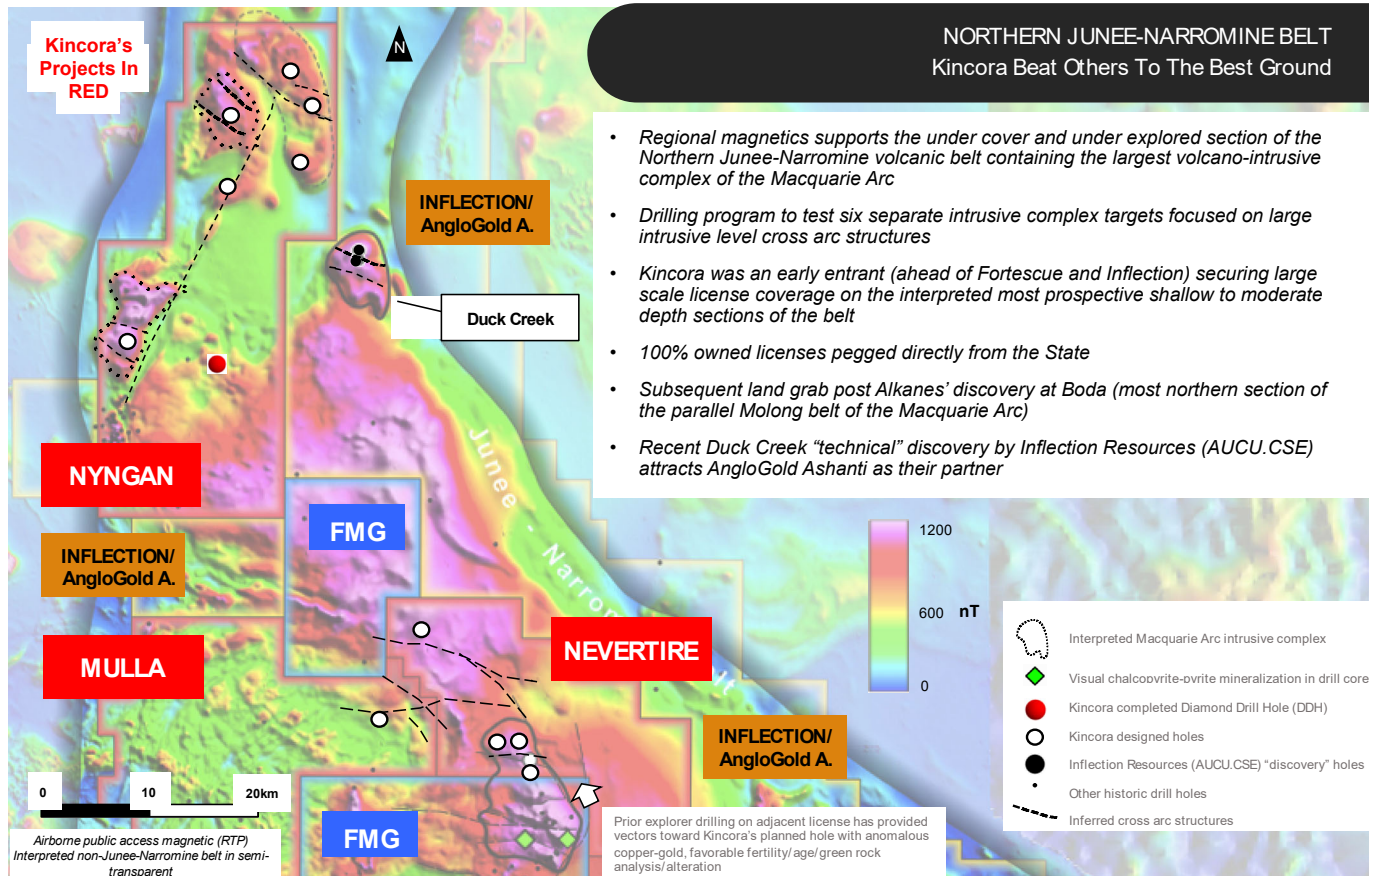 Kincora's
Projects In
RED
N
NORTHERN JUNEE-NARROMINE BELT
Kincora Beat Others To The Best Ground
• Regional magnetics supports the under cover and under explored section of the
Northern Junee-Narromine volcanic belt containing the largest volcano-intrusive
complex of the Macquarie Arc
• Drilling program to test six separate intrusive complex targets focused on large
intrusive level cross arc structures
• Kincora was an early entrant (ahead of Fortescue and Inflection) securing large
scale license coverage on the interpreted most prospective shallow to moderate
depth sections of the belt
• 100% owned licenses pegged directly from the State
• Subsequent land grab post Alkanes' discovery at Boda (most northern section of
the parallel Molong belt of the Macquarie Arc)
• Recent Duck Creek “technical” discovery by Inflection Resources (AUCU.CSE)
attracts AngloGold Ashanti as their partner
INFLECTION/
AngloGold A.
Duck Creek
NYNGAN
FMG
INFLECTION/
AngloGold A.
MULLA
NEVERTIRE
Junee - Narro
lt
INFLECTION/
AngloGold A.
FMG
1200
600 nT
0
Interpreted Macquarie Arc intrusive complex
Visual chalcoovrite-ovrite mineralization in drill core
Kincora completed Diamond Drill Hole (DDH)
Kincora designed holes
Inflection Resources (AUCU.CSE) “discovery” holes
Other historic drill holes
Inferred cross arc structures
0 10 20km
Airborne public access magnetic (RTP)
Interpreted non-Junee-Narromine belt in semi-
transparent
Prior explorer drilling on adjacent license has provided
vectors toward Kincora's planned hole with anomalous
copper-gold, favorable fertility/age/green rock
analysis/alteration